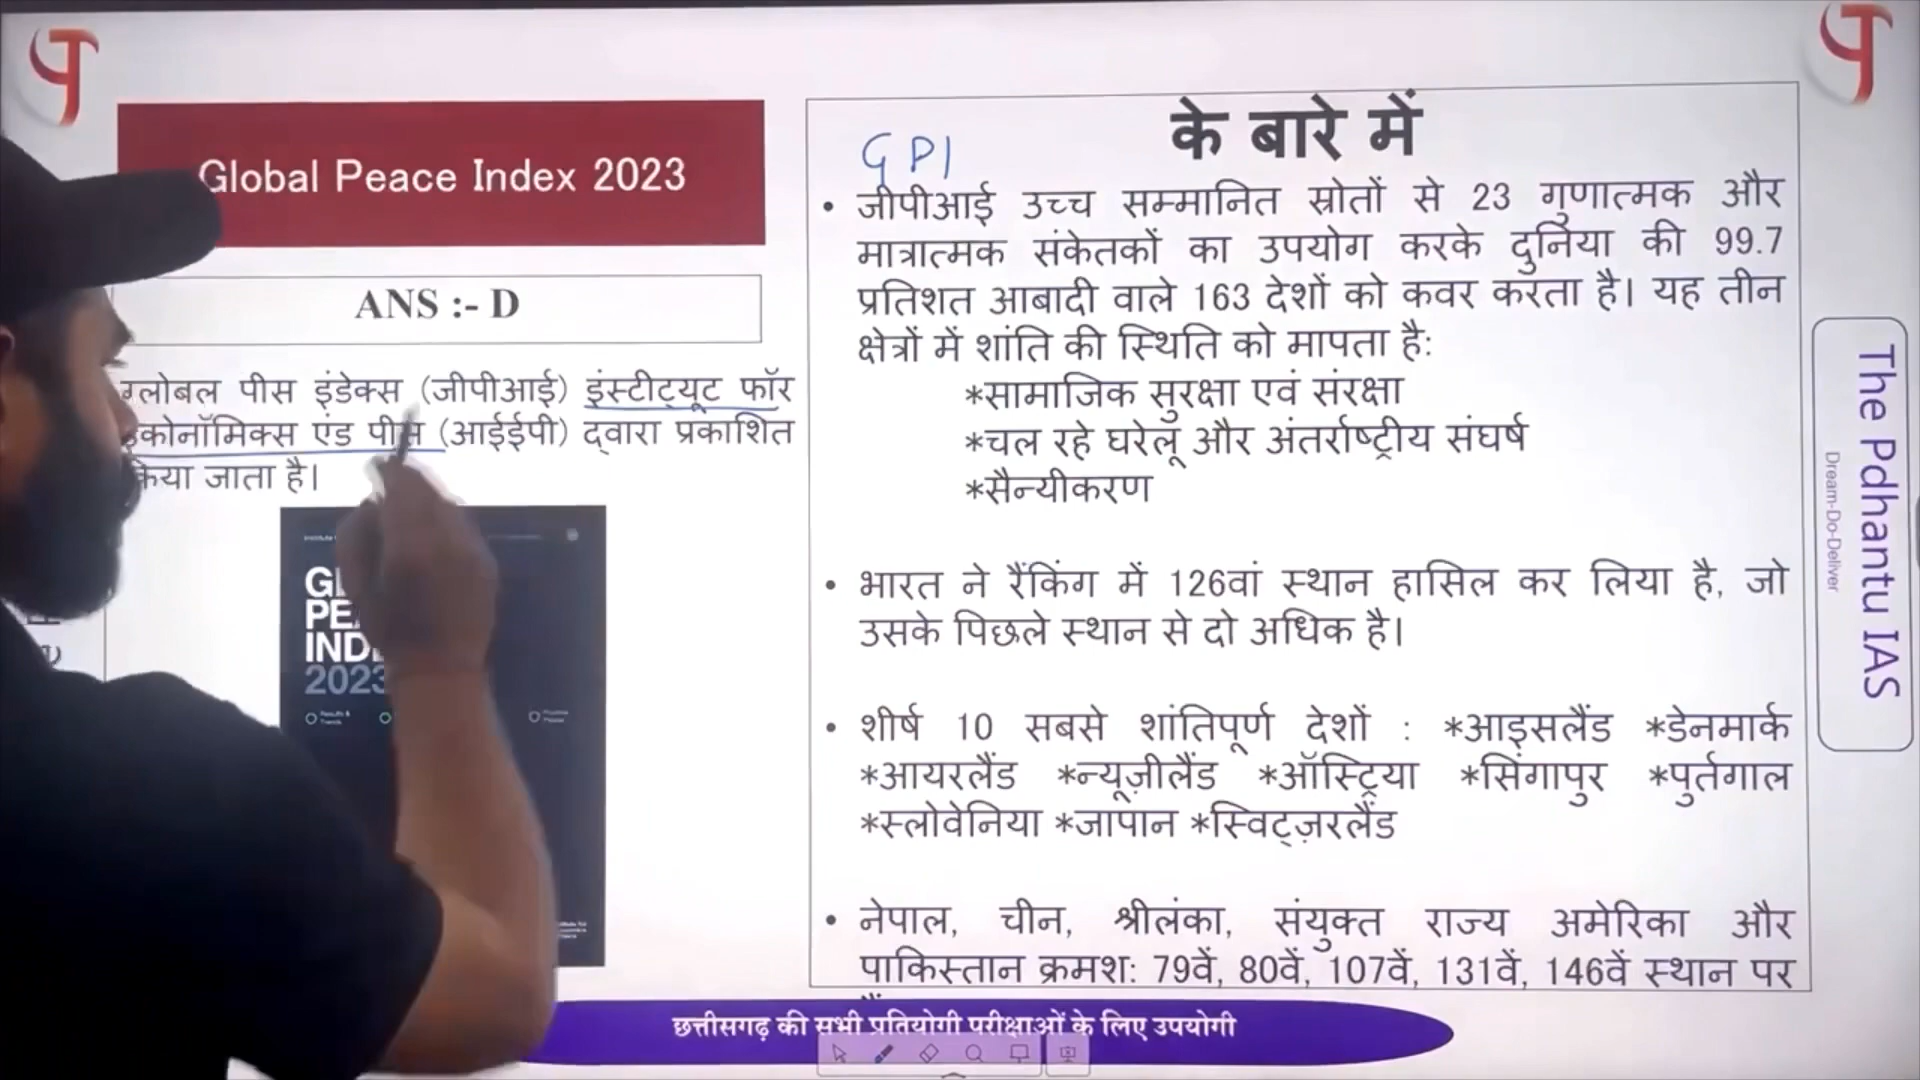 Global Peace Index 2023
ANS :- D
ग्लोबल पीस इंडेक्स (जीपीआई) इंस्टीट्यूट फॉर
इकोनॉमिक्स एंड पीस (आईईपी) द्वारा प्रकाशित
किया जाता है।
2023
GPI
के बारे में
• जीपीआई उच्च सम्मानित स्रोतों से 23 गुणात्मक और
मात्रात्मक संकेतकों का उपयोग करके दुनिया की 99.7
प्रतिशत आबादी वाले 163 देशों को कवर करता है। यह तीन
क्षेत्रों में शांति की स्थिति को मापता है:
*सामाजिक सुरक्षा एवं संरक्षा
*चल रहे घरेलू और अंतर्राष्ट्रीय संघर्ष
*सैन्यीकरण
• भारत ने रैंकिंग में 126वां स्थान हासिल कर लिया है, जो
उसके पिछले स्थान से दो अधिक है।
• शीर्ष 10 सबसे शांतिपूर्ण देशों : *आइसलैंड *डेनमार्क
*आयरलैंड *न्यूज़ीलैंड *ऑस्ट्रिया *सिंगापुर *पुर्तगाल
*स्लोवेनिया *जापान *स्विट्ज़रलैंड
• नेपाल, चीन, श्रीलंका, संयुक्त राज्य अमेरिका और
पाकिस्तान क्रमश: 79वें, 80वें, 107वें, 131वें, 146वें स्थान पर
The Pdhantu IAS
Dream-Do-Deliver
छत्तीसगढ़ की सभी प्रतियोगी परीक्षाओं के लिए उपयोगी